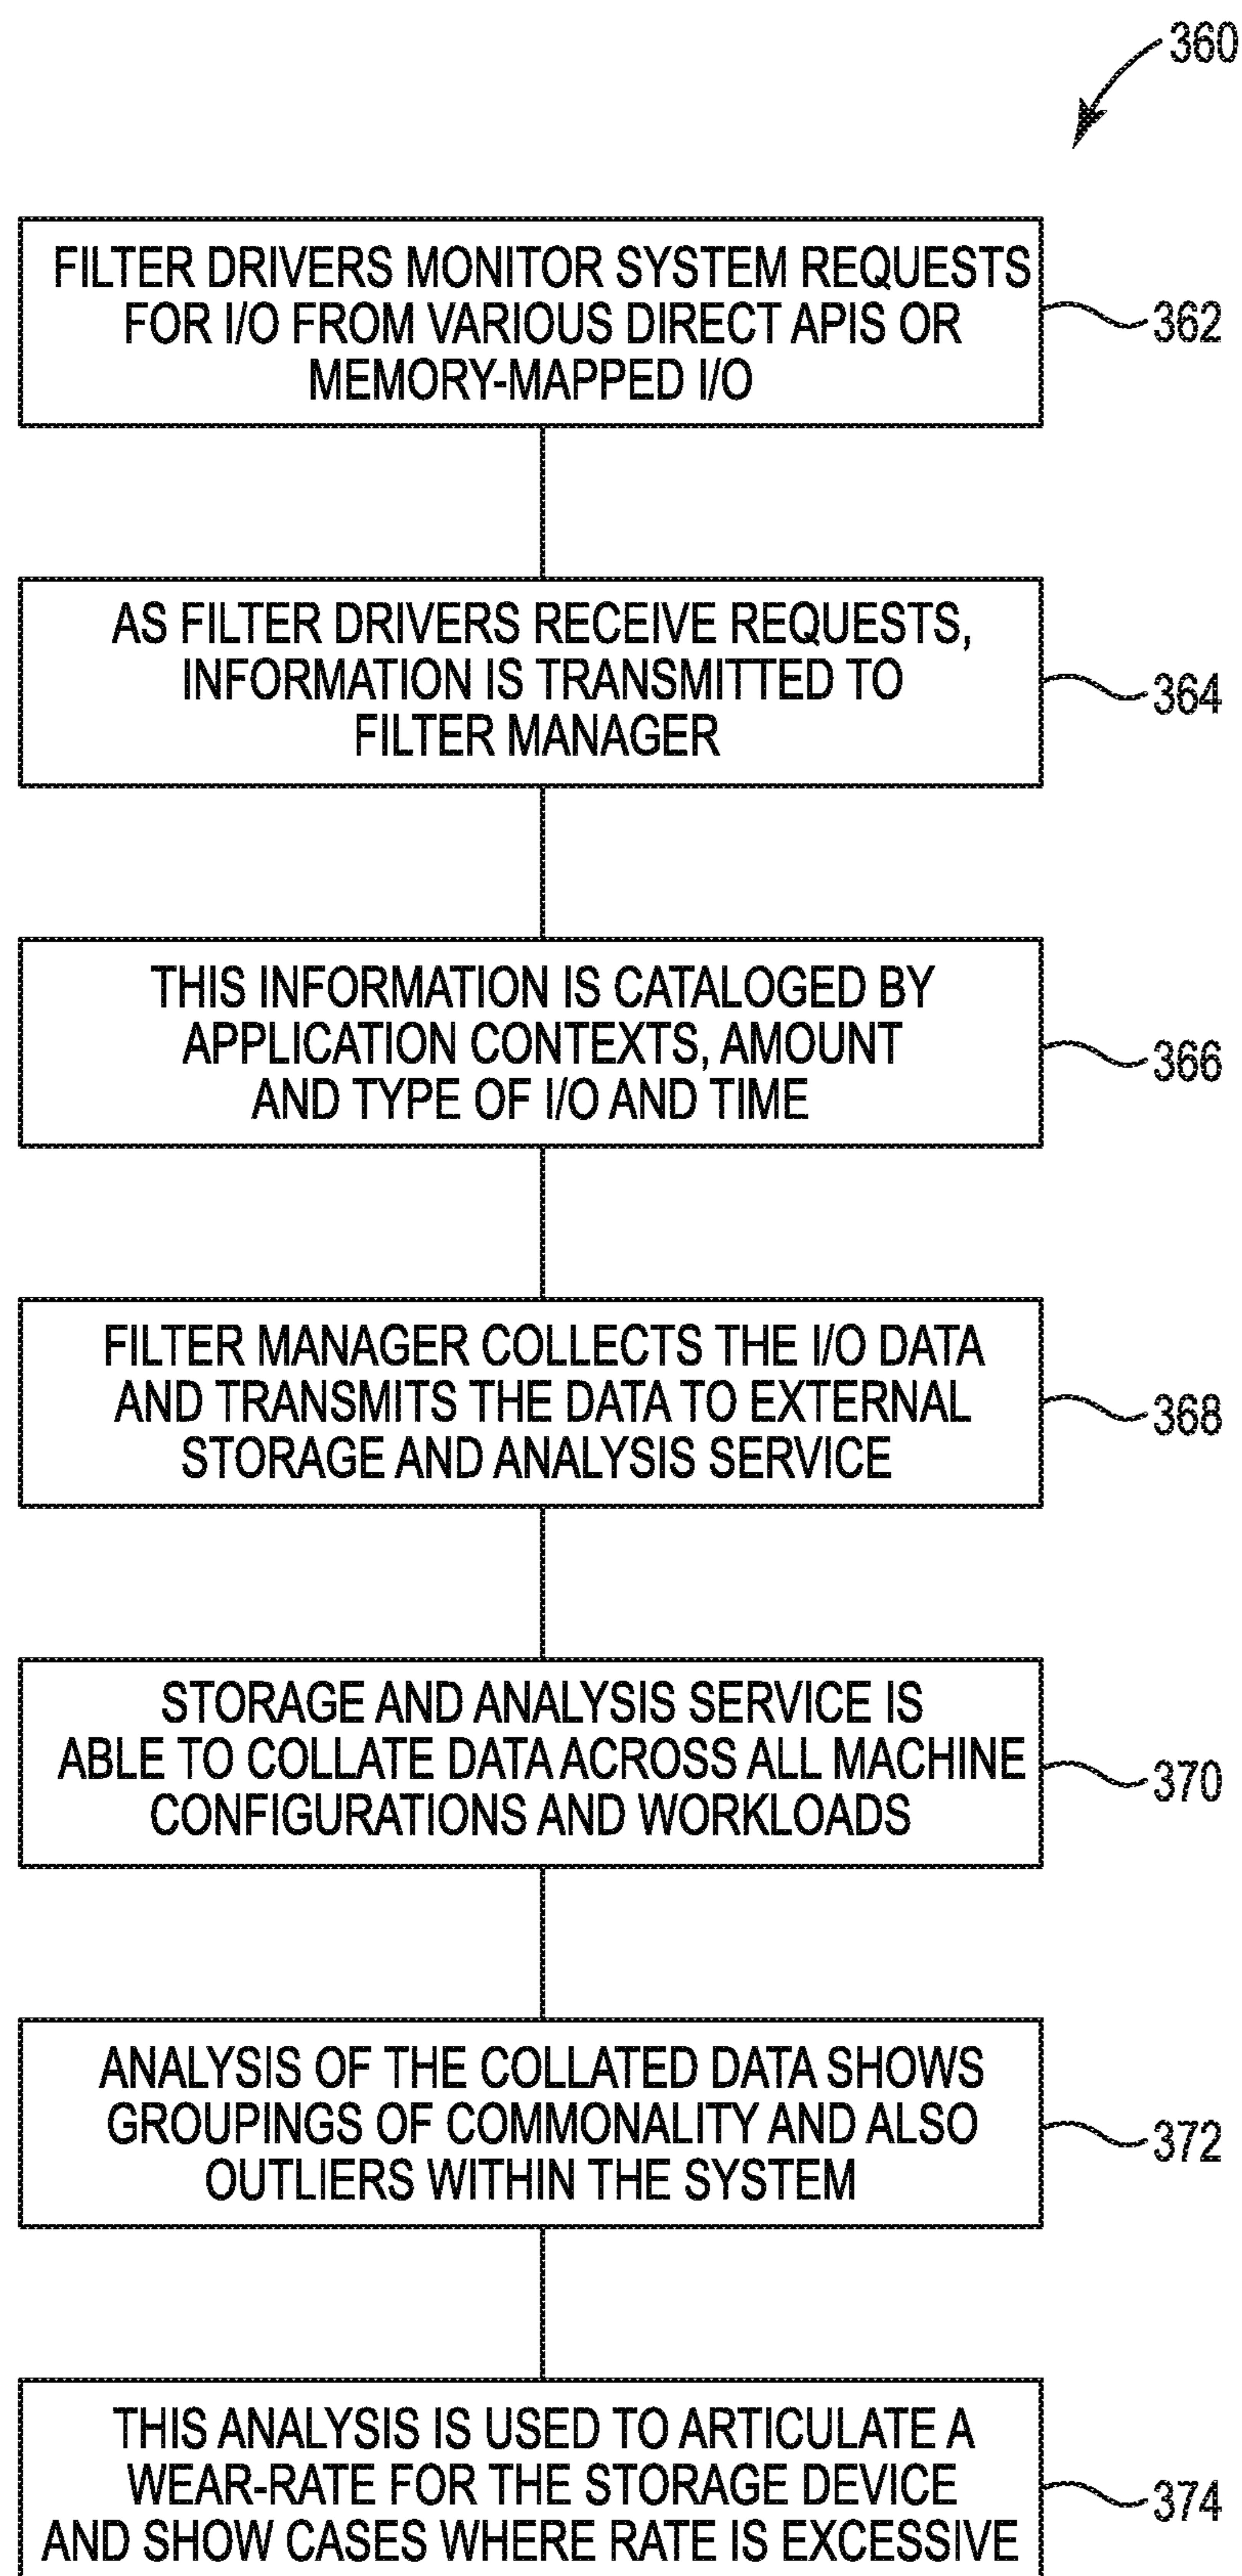 360
FILTER DRIVERS MONITOR SYSTEM REQUESTS
FOR I/O FROM VARIOUS DIRECT APIS OR
MEMORY-MAPPED I/O
362
AS FILTER DRIVERS RECEIVE REQUESTS,
INFORMATION IS TRANSMITTED TO
FILTER MANAGER
364
THIS INFORMATION IS CATALOGED BY
APPLICATION CONTEXTS, AMOUNT
AND TYPE OF I/O AND TIME
366
FILTER MANAGER COLLECTS THE I/O DATA
AND TRANSMITS THE DATA TO EXTERNAL
STORAGE AND ANALYSIS SERVICE
368
STORAGE AND ANALYSIS SERVICE IS
ABLE TO COLLATE DATA ACROSS ALL MACHINE
CONFIGURATIONS AND WORKLOADS
370
ANALYSIS OF THE COLLATED DATA SHOWS
GROUPINGS OF COMMONALITY AND ALSO
OUTLIERS WITHIN THE SYSTEM
372
THIS ANALYSIS IS USED TO ARTICULATE A
WEAR-RATE FOR THE STORAGE DEVICE
AND SHOW CASES WHERE RATE IS EXCESSIVE
374